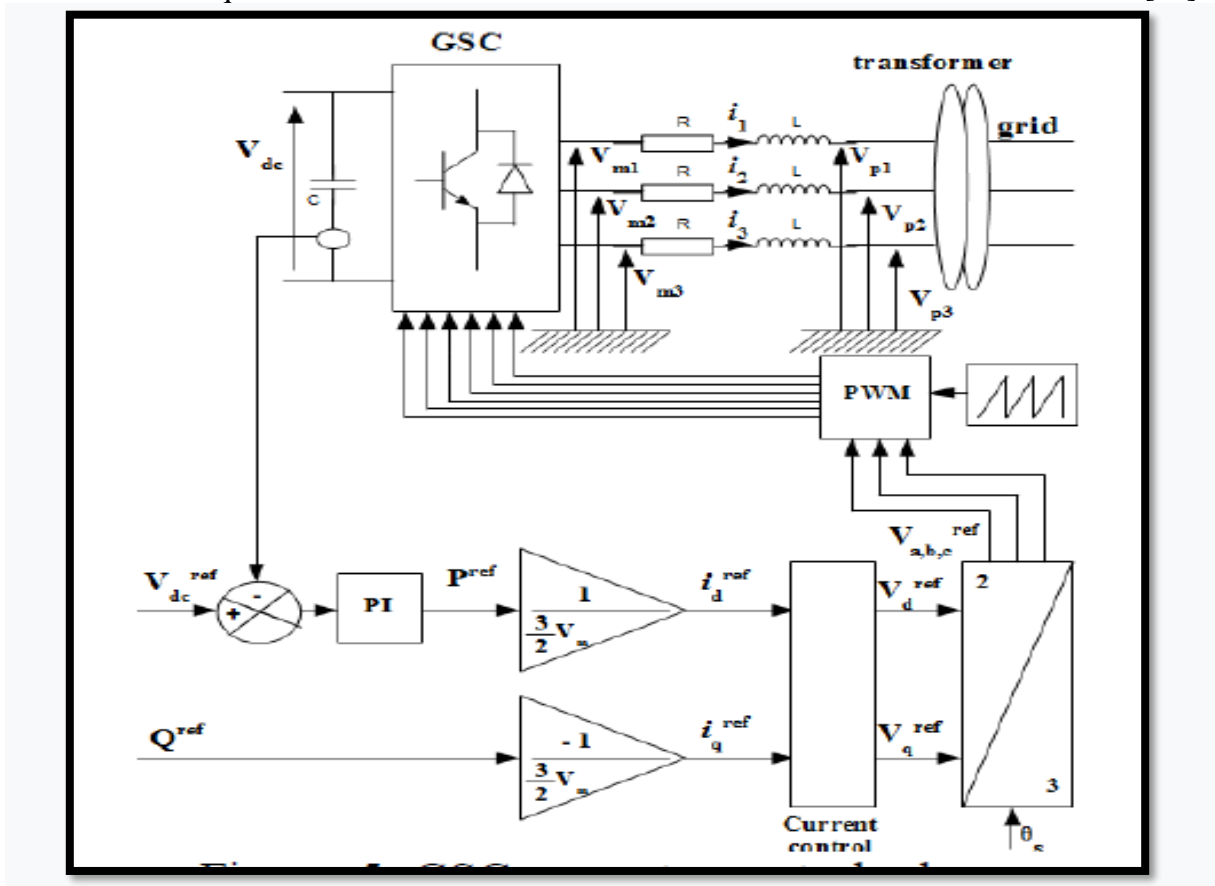 GSC
transformer
grid
V_dc
C
R
i_1
L
V_m1
V_p1
R
i_2
L
V_m2
V_p2
R
i_3
L
V_m3
V_p3
PWM
V_a,b,c^ref
V_dc^ref
+
-
PI
P^ref
1
3/2 V_m
i_d^ref
V_d^ref
2
Q^ref
- 1
3/2 V_m
i_q^ref
V_q^ref
3
Current
control
θ_s